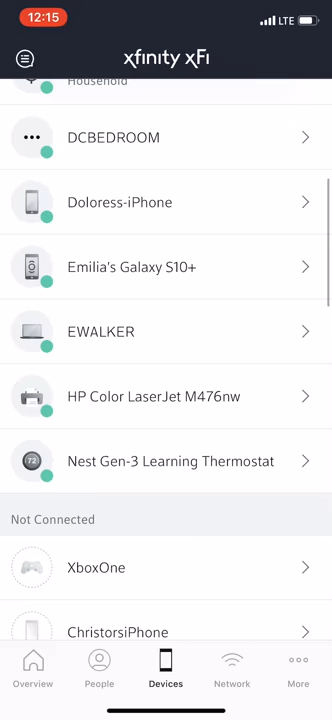 12:15
LTE
xfinity xFi
Household
DCBEDROOM
Doloress-iPhone
Emilia's Galaxy S10+
EWALKER
HP Color LaserJet M476nw
72
Nest Gen-3 Learning Thermostat
Not Connected
XboxOne
ChristorsiPhone
Overview
People
Devices
Network
More